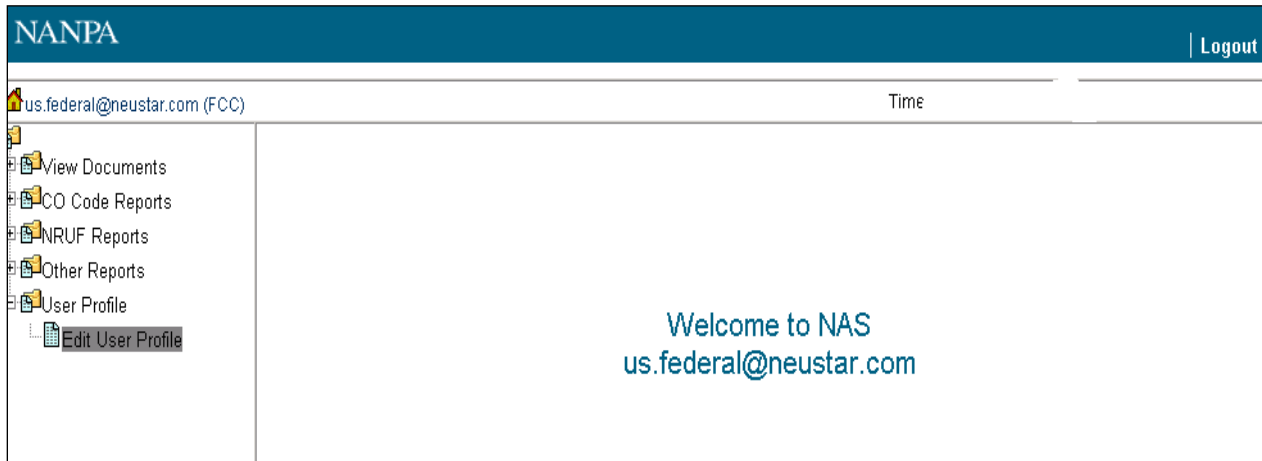 NANPA
Logout
us.federal@neustar.com (FCC)
Time
View Documents
CO Code Reports
NRUF Reports
Other Reports
User Profile
Edit User Profile
Welcome to NAS
us.federal@neustar.com